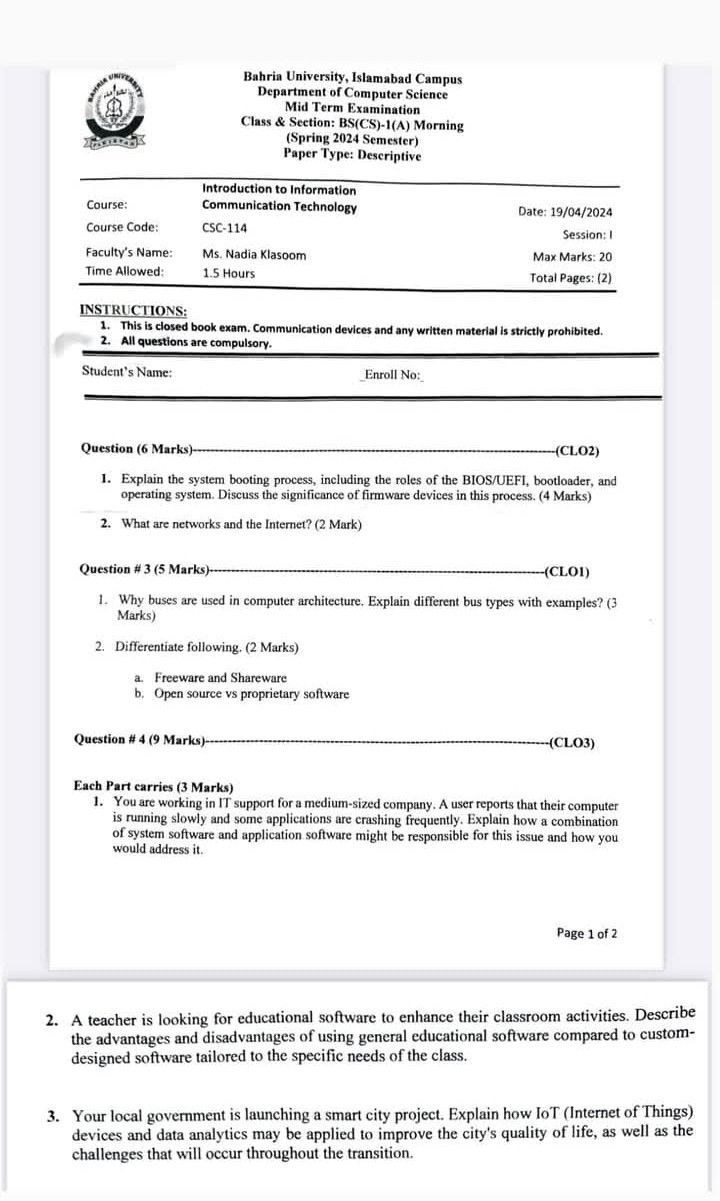 BAHRIA UNIVERSITY
PAKISTAN
Bahria University, Islamabad Campus
Department of Computer Science
Mid Term Examination
Class & Section: BS(CS)-1(A) Morning
(Spring 2024 Semester)
Paper Type: Descriptive
Course: Introduction to Information
Communication Technology
Date: 19/04/2024
Course Code: CSC-114
Session: I
Faculty's Name: Ms. Nadia Klasoom
Max Marks: 20
Time Allowed: 1.5 Hours
Total Pages: (2)
INSTRUCTIONS:
1. This is closed book exam. Communication devices and any written material is strictly prohibited.
2. All questions are compulsory.
Student's Name: _Enroll No:_
Question (6 Marks)-----(CLO2)
1. Explain the system booting process, including the roles of the BIOS/UEFI, bootloader, and
operating system. Discuss the significance of firmware devices in this process. (4 Marks)
2. What are networks and the Internet? (2 Mark)
Question # 3 (5 Marks)-----(CLO1)
1. Why buses are used in computer architecture. Explain different bus types with examples? (3
Marks)
2. Differentiate following. (2 Marks)
a. Freeware and Shareware
b. Open source vs proprietary software
Question # 4 (9 Marks)-----(CLO3)
Each Part carries (3 Marks)
1. You are working in IT support for a medium-sized company. A user reports that their computer
is running slowly and some applications are crashing frequently. Explain how a combination
of system software and application software might be responsible for this issue and how you
would address it.
Page 1 of 2
2. A teacher is looking for educational software to enhance their classroom activities. Describe
the advantages and disadvantages of using general educational software compared to custom-
designed software tailored to the specific needs of the class.
3. Your local government is launching a smart city project. Explain how IoT (Internet of Things)
devices and data analytics may be applied to improve the city's quality of life, as well as the
challenges that will occur throughout the transition.